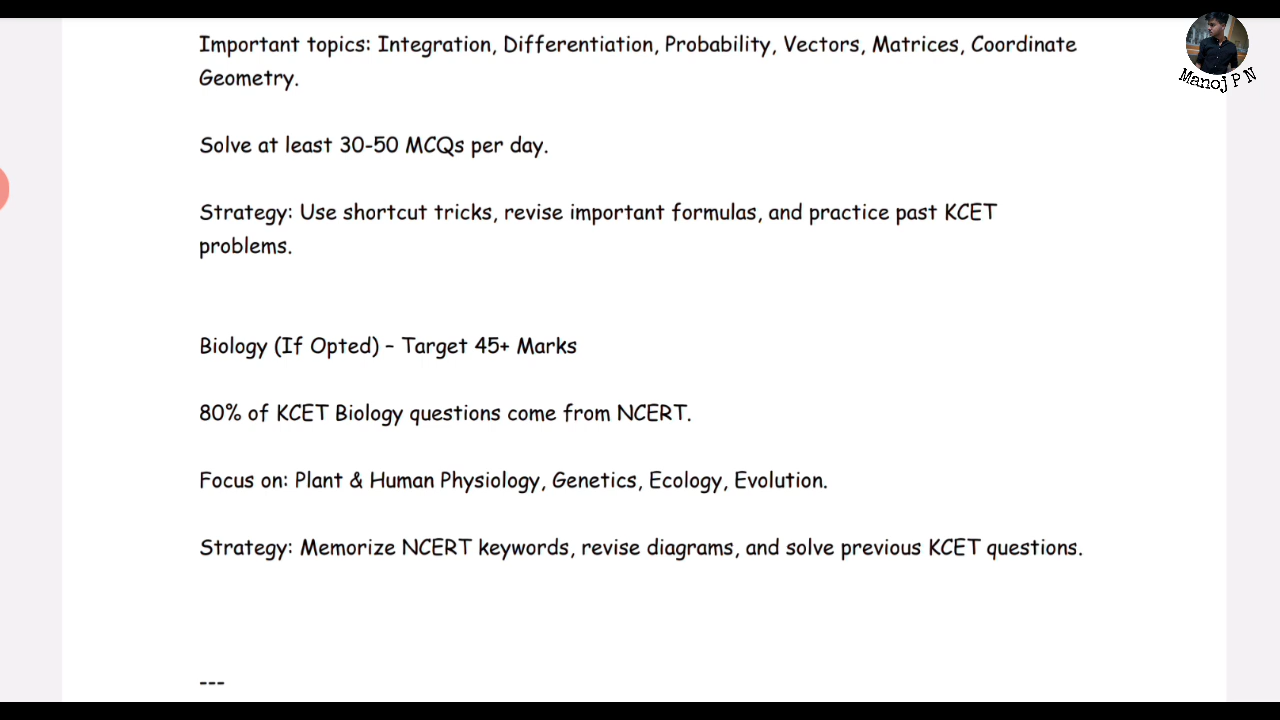 Important topics: Integration, Differentiation, Probability, Vectors, Matrices, Coordinate
Geometry.
Solve at least 30-50 MCQs per day.
Strategy: Use shortcut tricks, revise important formulas, and practice past KCET
problems.
Biology (If Opted) – Target 45+ Marks
80% of KCET Biology questions come from NCERT.
Focus on: Plant & Human Physiology, Genetics, Ecology, Evolution.
Strategy: Memorize NCERT keywords, revise diagrams, and solve previous KCET questions.
---
Manoj P N